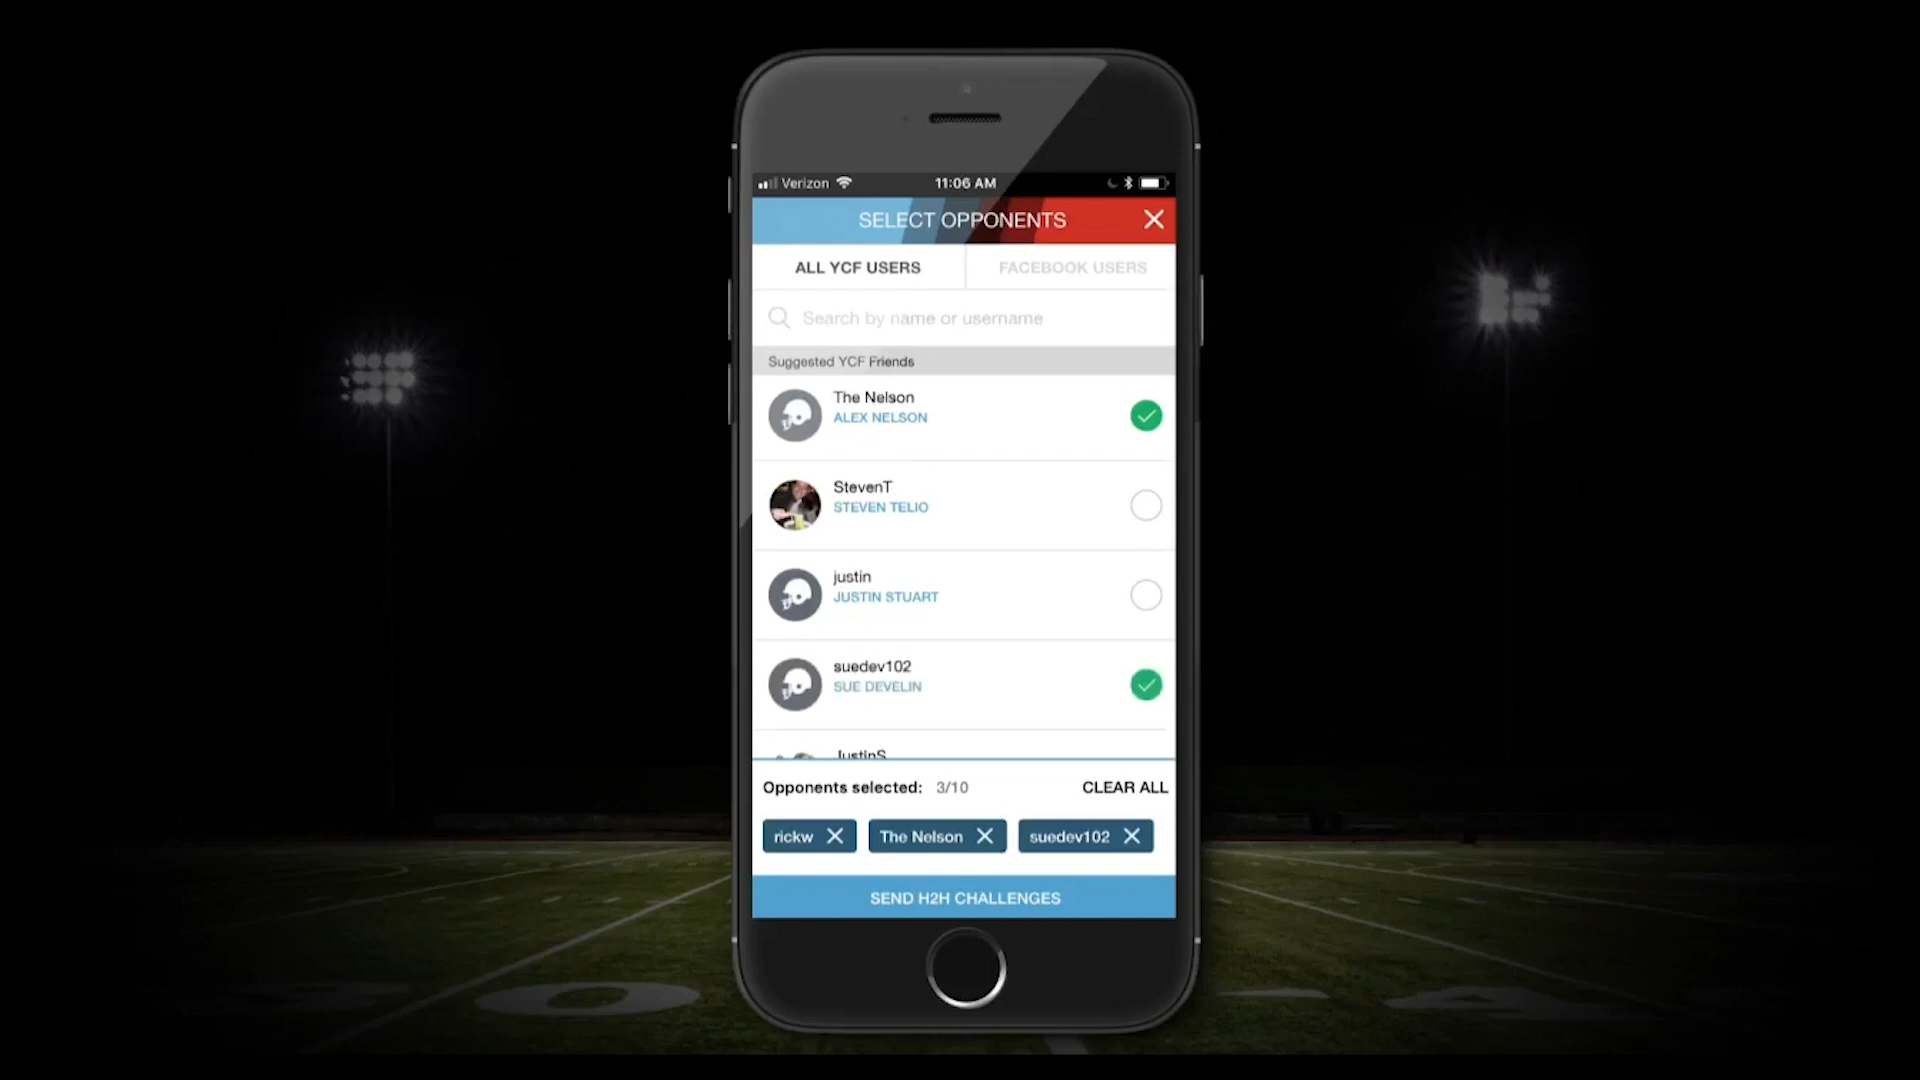 Verizon 11:06 AM
SELECT OPPONENTS
ALL YCF USERS FACEBOOK USERS
Search by name or username
Suggested YCF Friends
The Nelson
ALEX NELSON
StevenT
STEVEN TELIO
justin
JUSTIN STUART
suedev102
SUE DEVELIN
JustinS
Opponents selected: 3/10 CLEAR ALL
rickw The Nelson suedev102
SEND H2H CHALLENGES